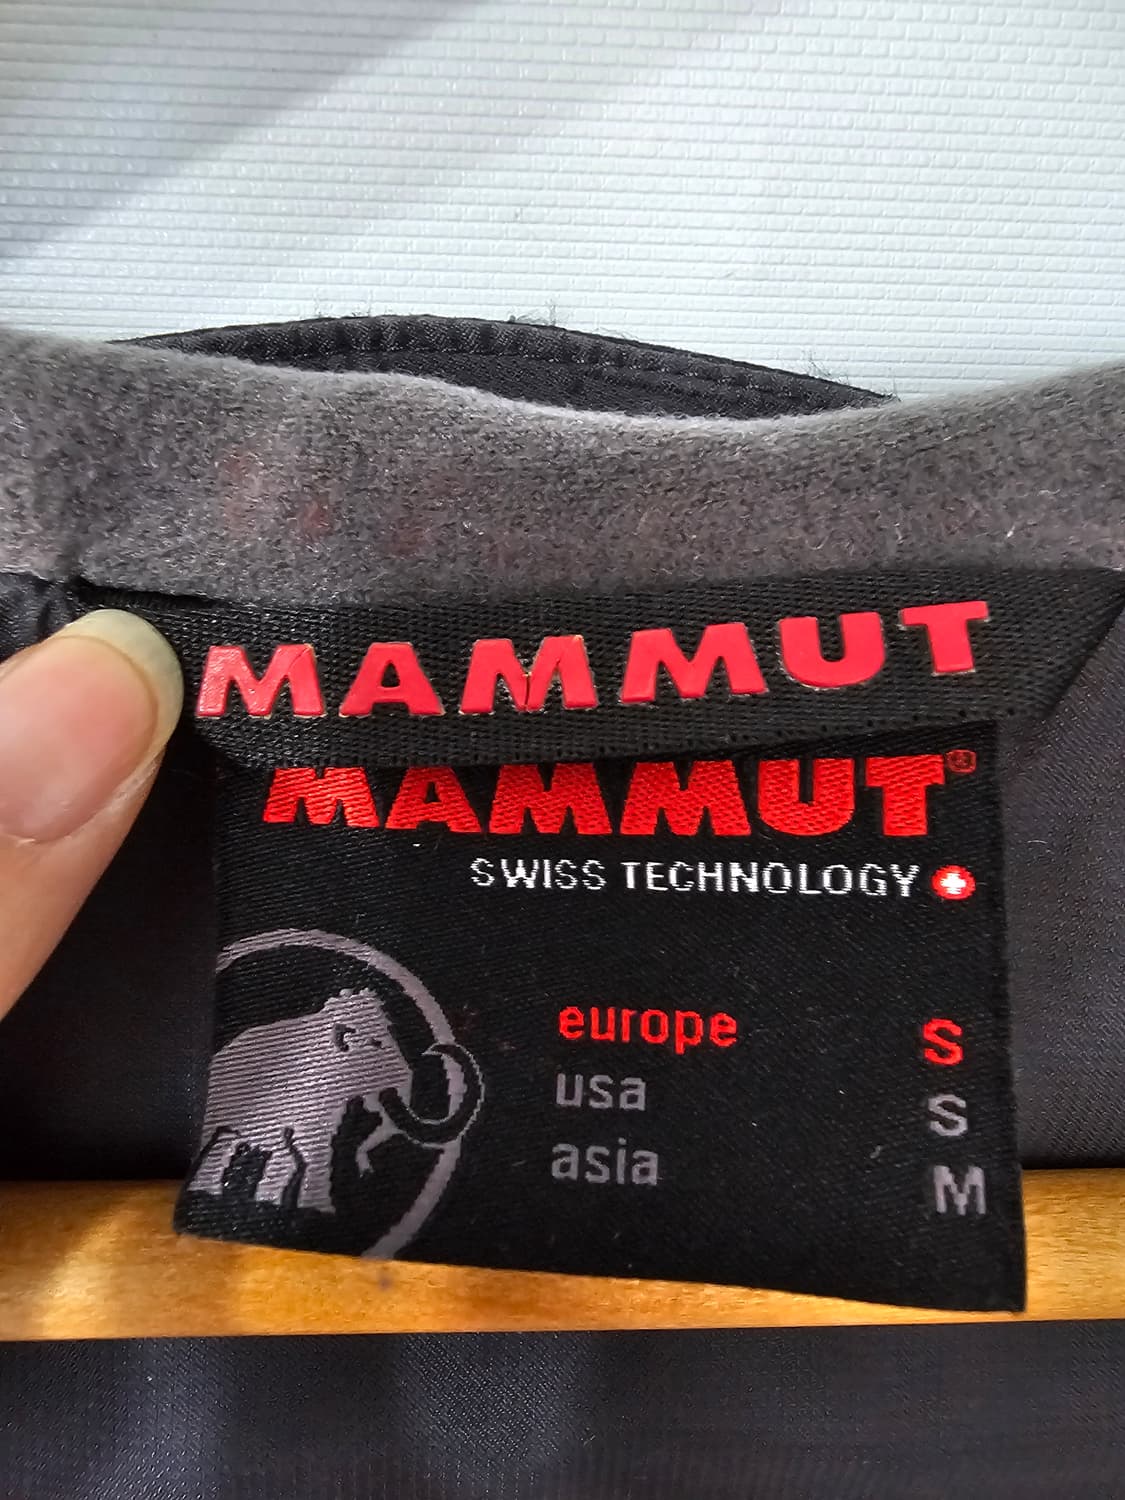 MAMMUT
MAMMUT®
SWISS TECHNOLOGY
europe S
usa S
asia M